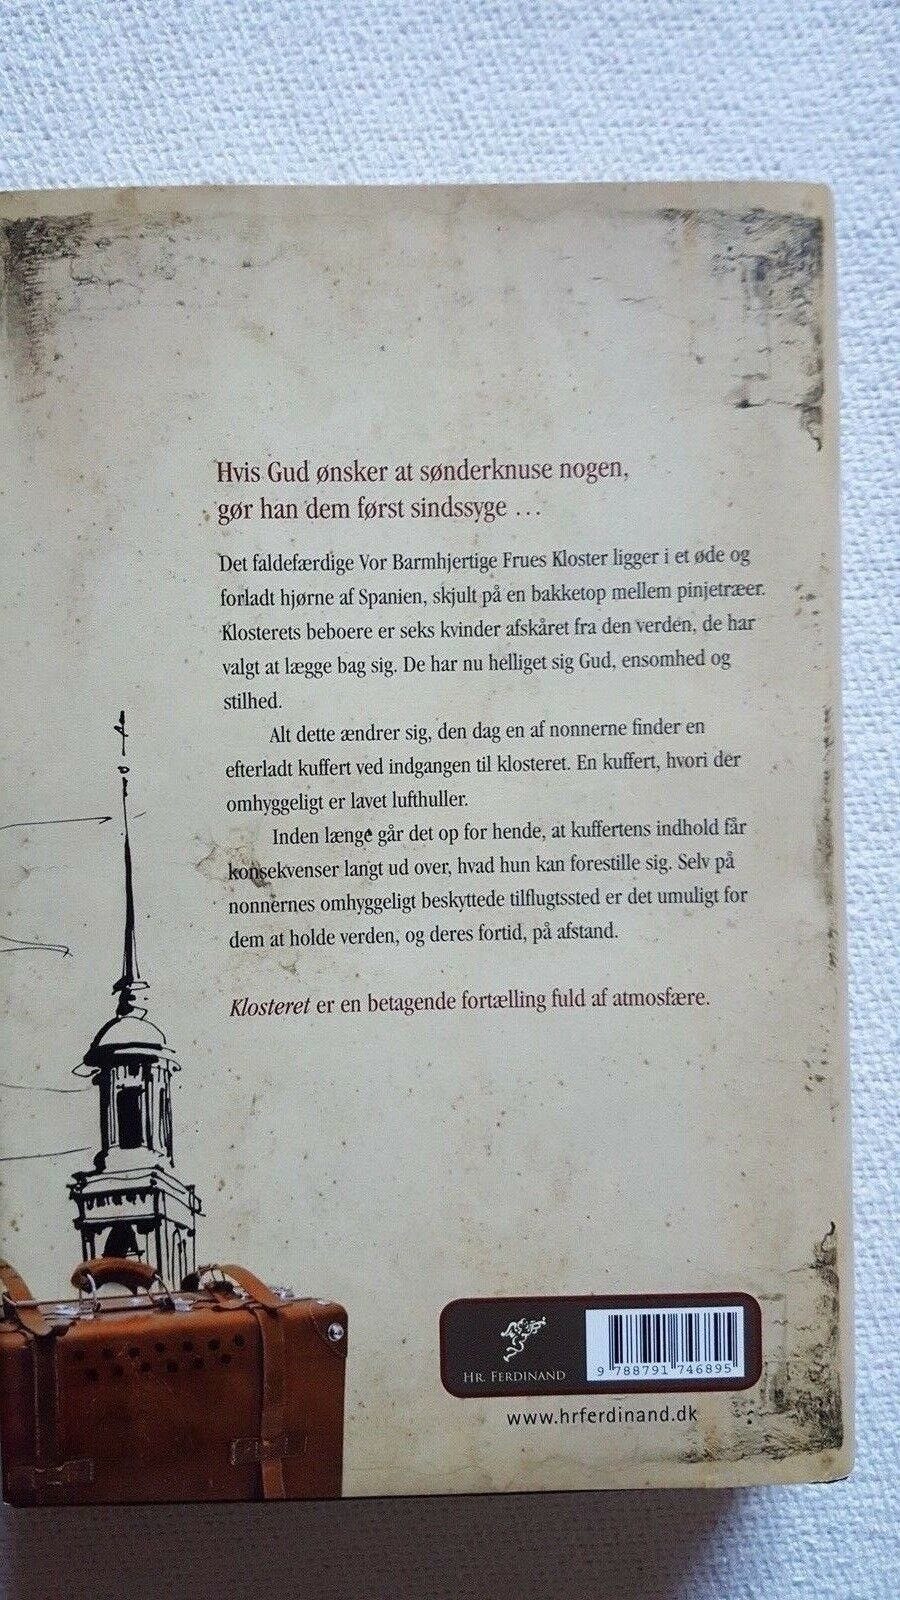 Hvis Gud ønsker at sønderknuse nogen,
gør han dem først sindssyge ...
Det faldefærdige Vor Barmhjertige Frues Kloster ligger i et øde og
forladt hjørne af Spanien, skjult på en bakketop mellem pinjetræer.
Klosterets beboere er seks kvinder afskåret fra den verden, de har
valgt at lægge bag sig. De har nu helliget sig Gud, ensomhed og
stilhed.
Alt dette ændrer sig, den dag en af nonnerne finder en
efterladt kuffert ved indgangen til klosteret. En kuffert, hvori der
omhyggeligt er lavet lufthuller.
Inden længe går det op for hende, at kuffertens indhold får
konsekvenser langt ud over, hvad hun kan forestille sig. Selv på
nonnernes omhyggeligt beskyttede tilflugtssted er det umuligt for
dem at holde verden, og deres fortid, på afstand.
Klosteret er en betagende fortælling fuld af atmosfære.
HR. FERDINAND
9 788791 746895
www.hrferdinand.dk